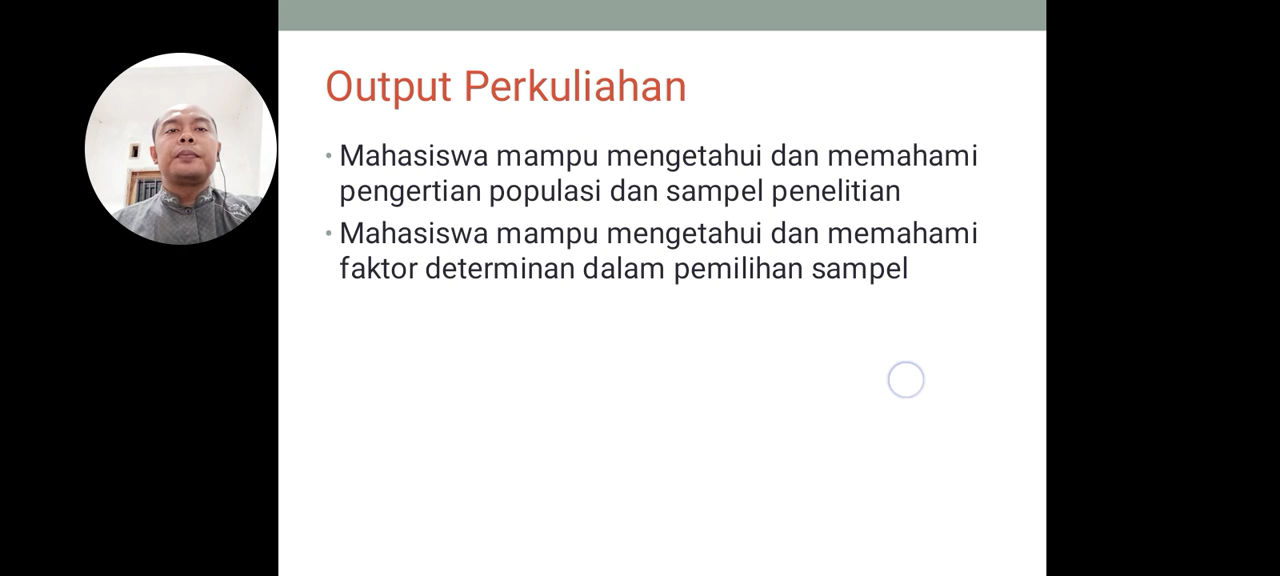 Output Perkuliahan
• Mahasiswa mampu mengetahui dan memahami
pengertian populasi dan sampel penelitian
• Mahasiswa mampu mengetahui dan memahami
faktor determinan dalam pemilihan sampel